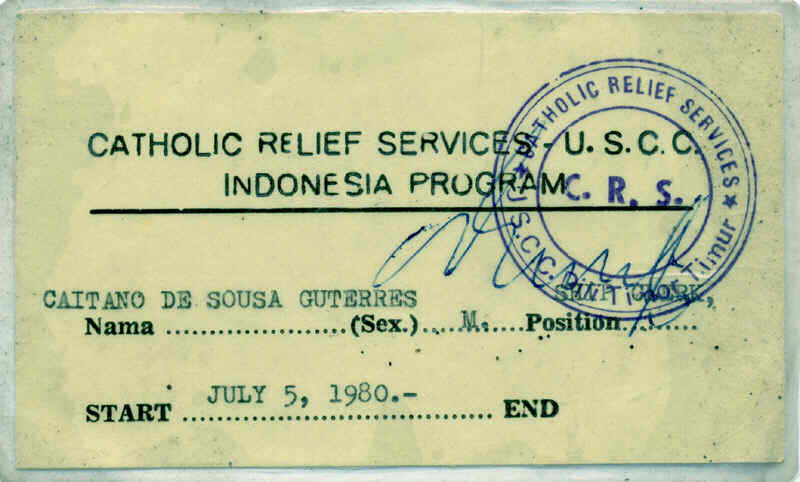 CATHOLIC RELIEF SERVICES - U. S. C. C.
INDONESIA PROGRAM
★ CATHOLIC RELIEF SERVICES ★
C. R. S.
U.S.C.C. Timor Timur
CAITANO DE SOUSA GUTERRES
Nama ..................... (Sex.) .... M. ..... Position .........
JULY 5, 1980.-
START .................................... END